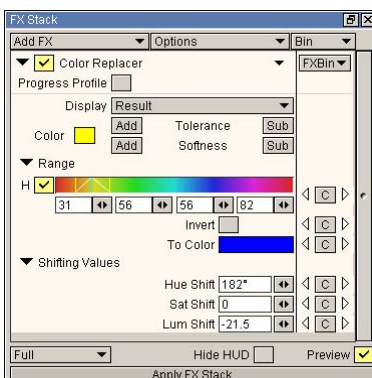 FX Stack
Add FX Options Bin
Color Replacer FXBin
Progress Profile
Display Result
Color Add Tolerance Sub
Add Softness Sub
Range
H
31 56 56 82 C
Invert C
To Color C
Shifting Values
Hue Shift 182° C
Sat Shift 0 C
Lum Shift -21.5 C
Full Hide HUD Preview
Apply FX Stack